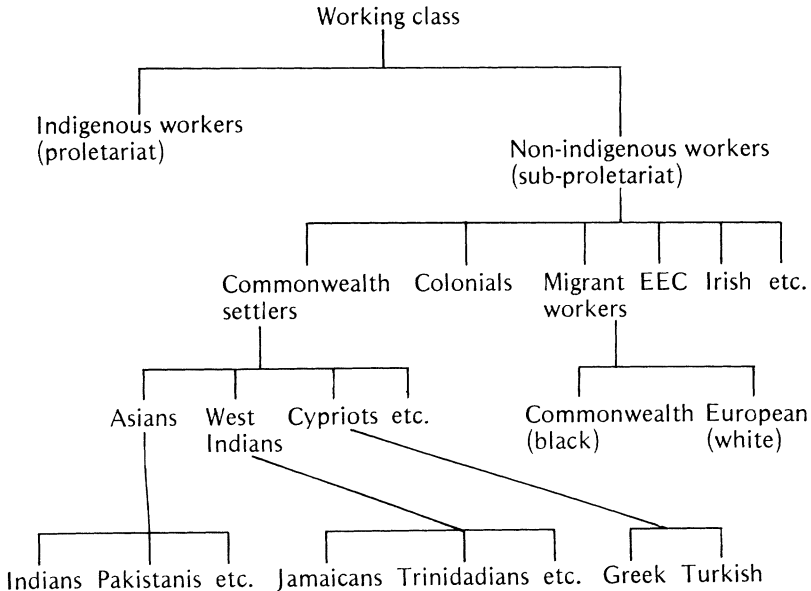 Working class
Indigenous workers
(proletariat)
Non-indigenous workers
(sub-proletariat)
Commonwealth
settlers
Colonials
Migrant
workers
EEC
Irish
etc.
Asians
West
Indians
Cypriots
etc.
Commonwealth
(black)
European
(white)
Indians
Pakistanis
etc.
Jamaicans
Trinidadians
etc.
Greek
Turkish